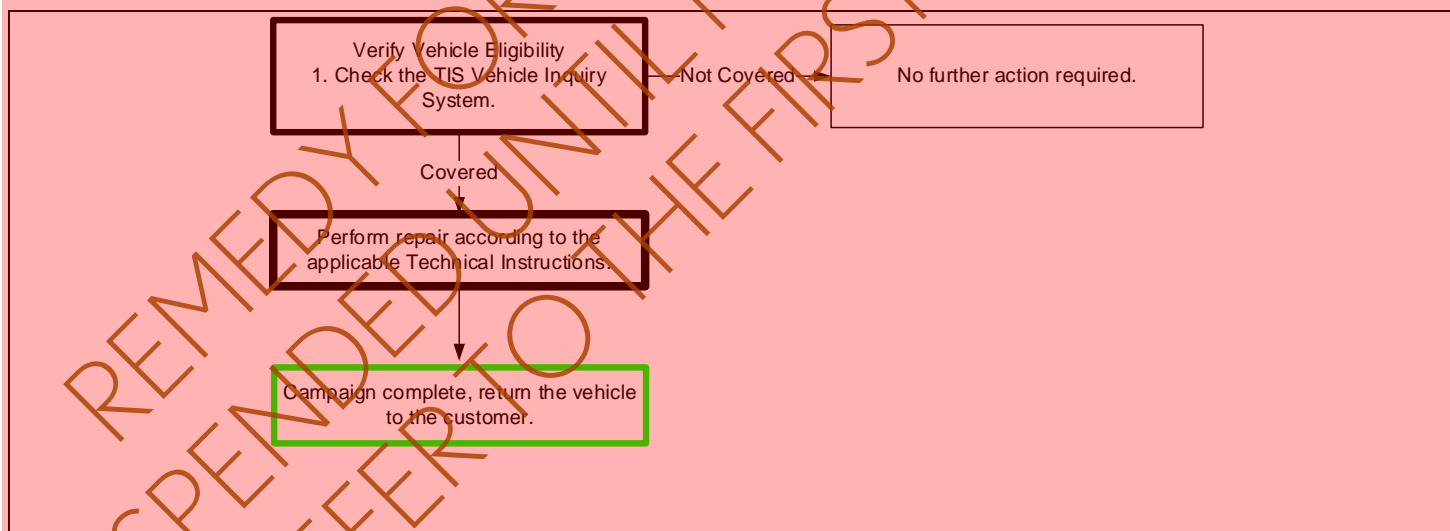 Verify Vehicle Eligibility
1. Check the TIS Vehicle Inquiry
System.
Not Covered
No further action required.
Covered
Perform repair according to the
applicable Technical Instructions.
Campaign complete, return the vehicle
to the customer.
REMEDY FOR
UNTIL
TO THE FIRST